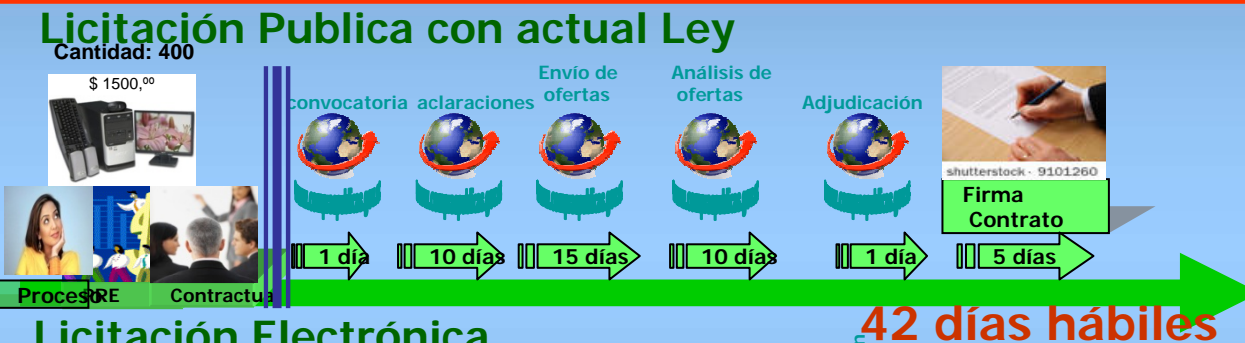 Licitación Publica con actual Ley
Cantidad: 400
$ 1500,⁰⁰
convocatoria
aclaraciones
Envío de
ofertas
Análisis de
ofertas
Adjudicación
shutterstock · 9101260
Firma
Contrato
1 día
10 días
15 días
10 días
1 día
5 días
Proceso
RRE
Contractua
42 días hábiles
Licitación Electrónica